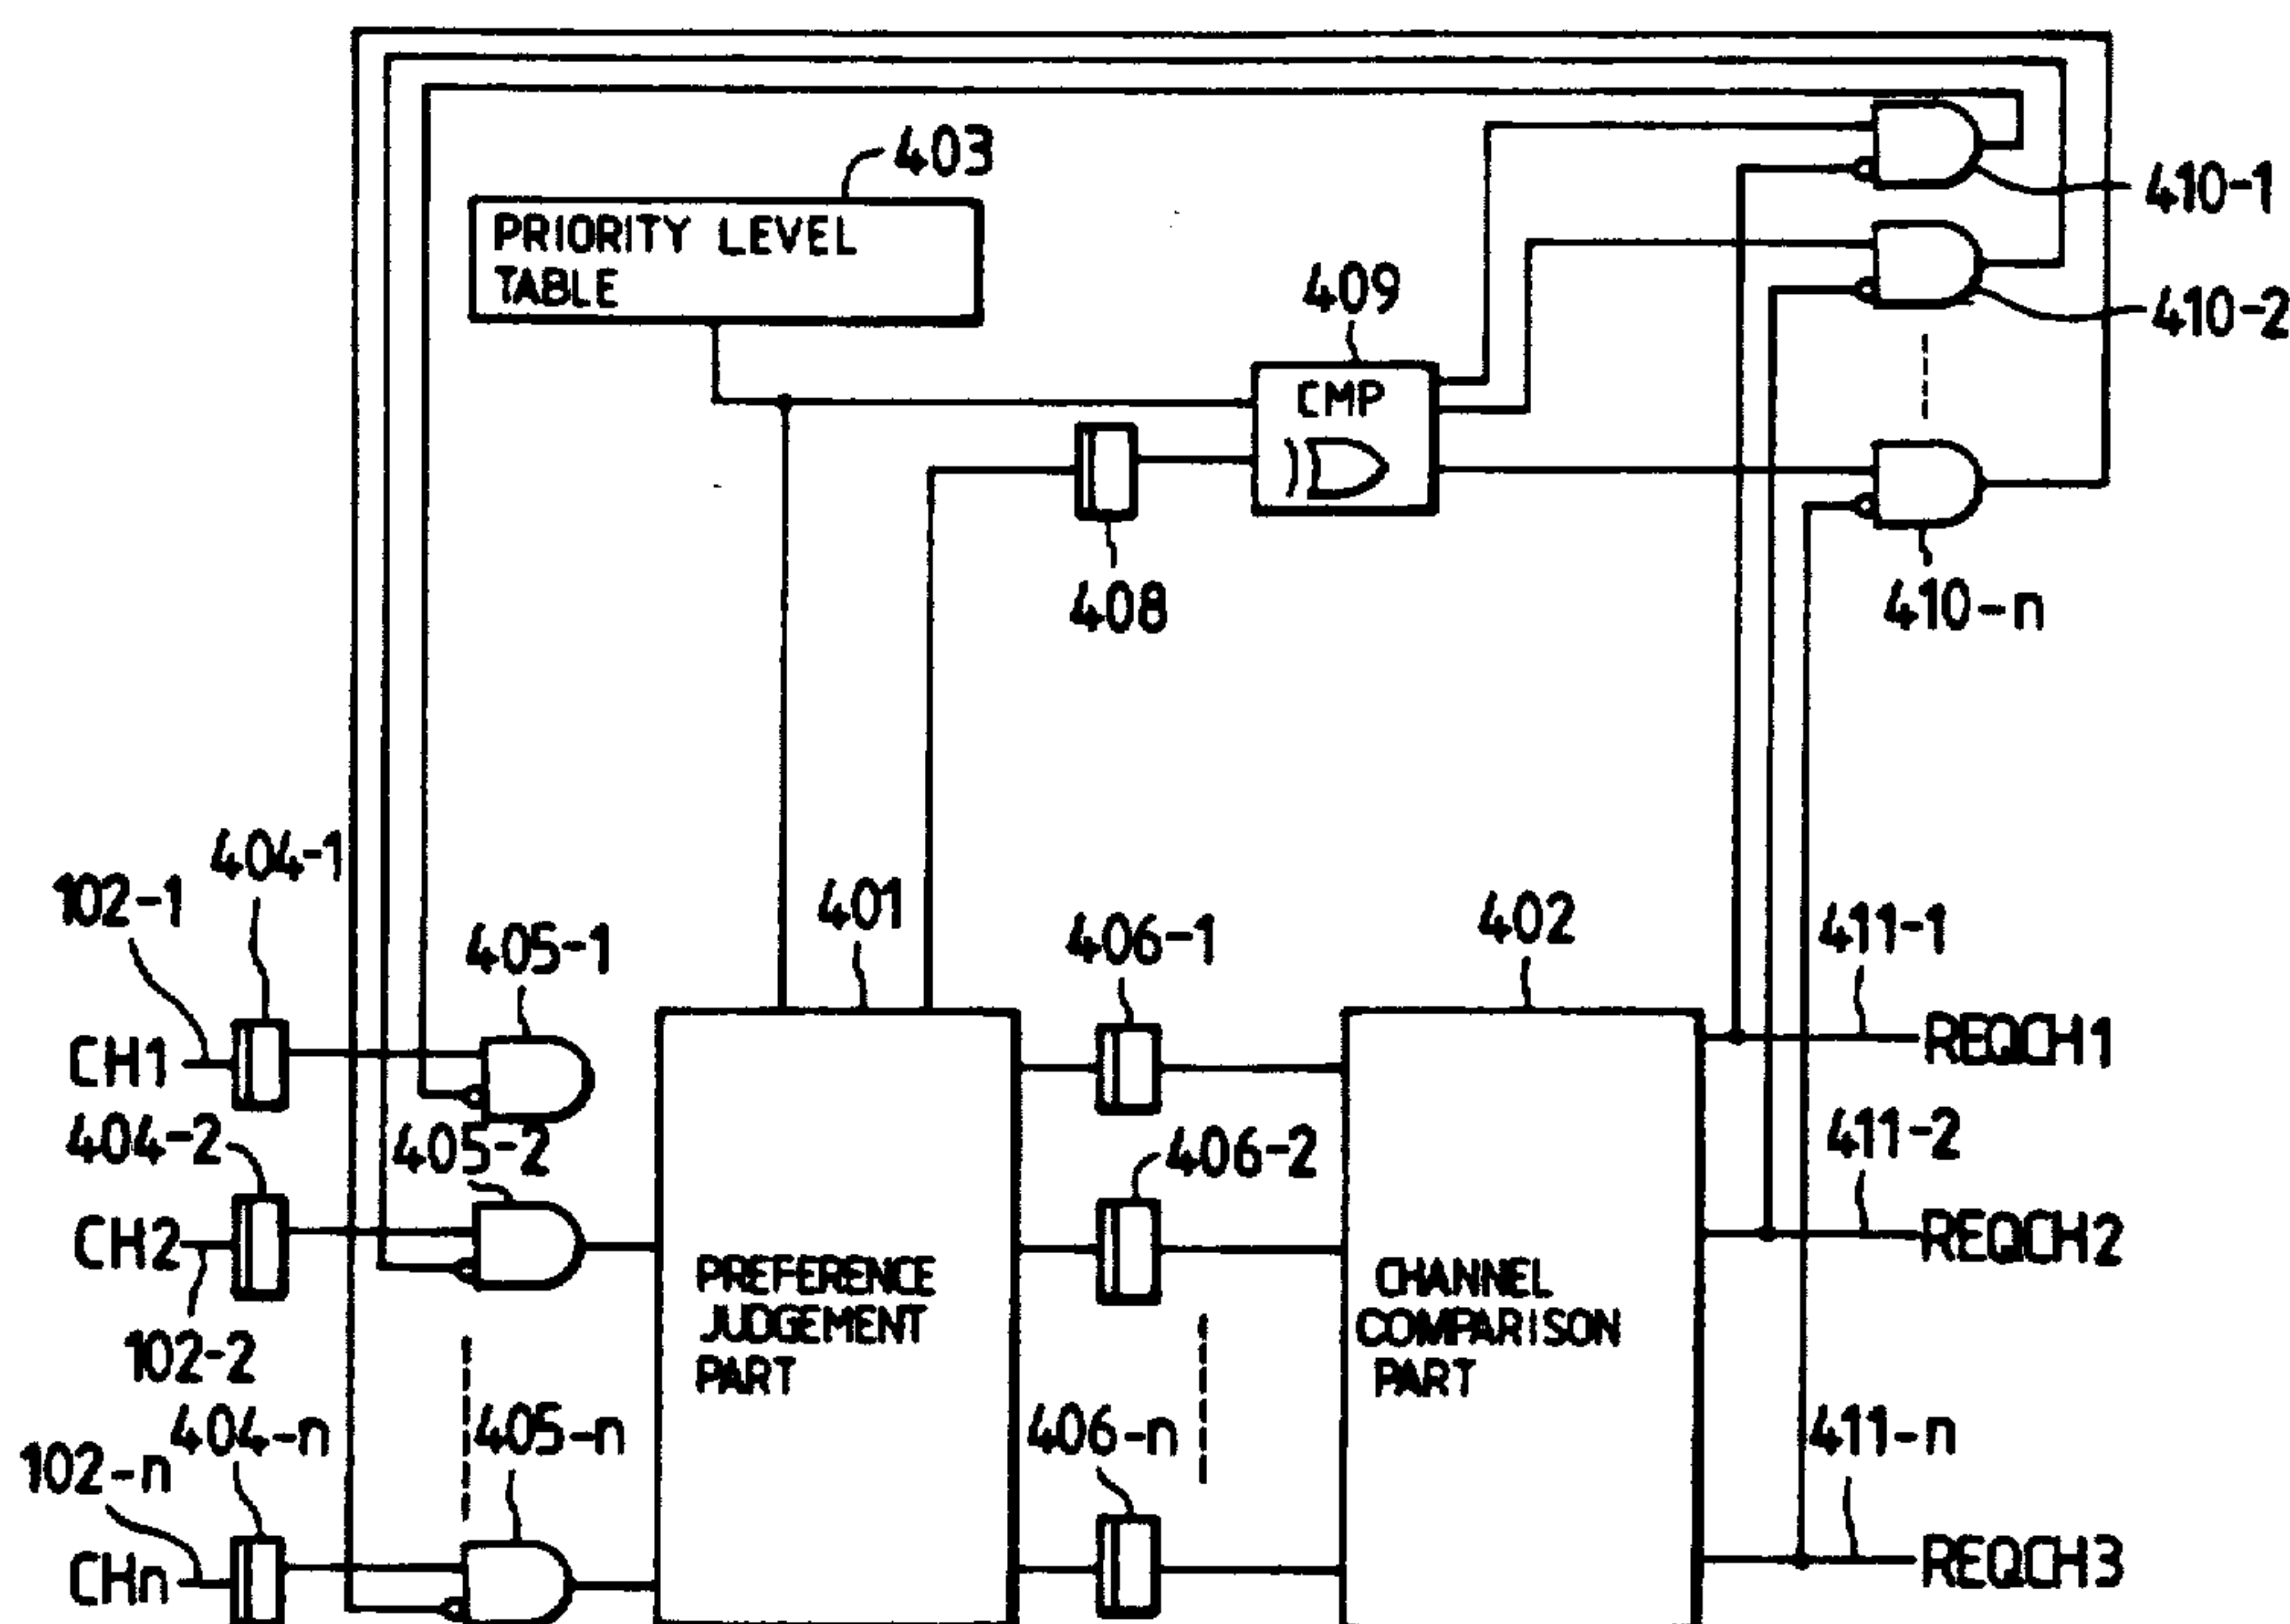 403
PRIORITY LEVEL
TABLE
410-1
410-2
409
CMP
408
410-n
404-1
102-1
405-1
401
406-1
402
411-1
CH1
REQCH1
404-2
405-2
406-2
411-2
CH2
REQCH2
102-2
PREFERENCE
JUDGEMENT
PART
CHANNEL
COMPARISON
PART
404-n
405-n
406-n
411-n
102-n
CHn
REQCH3